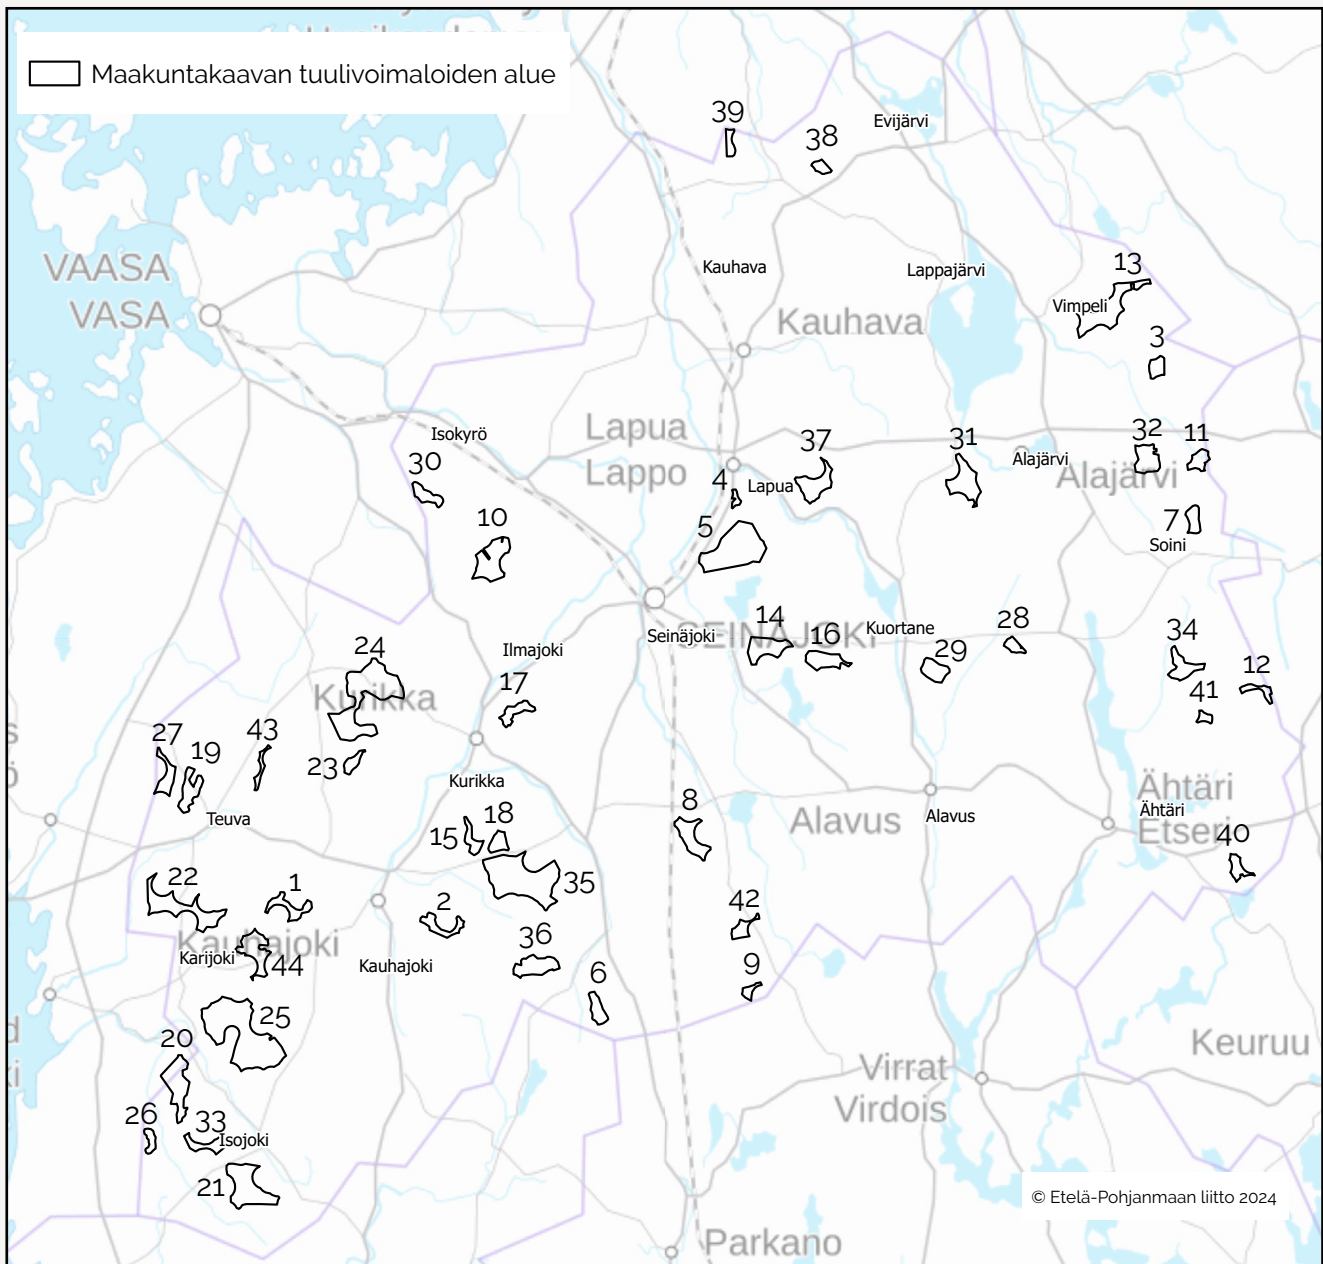 Maakuntakaavan tuulivoimaloiden alue
39
38
Evijärvi
VAASA
VASA
Kauhava
Lappajärvi
13
Vimpeli
Kauhava
3
Isokyrö
Lapua
Lappo
30
37
31
Alajärvi
32
11
Alajärvi
4
Lapua
10
5
7
Soini
14
16
Kuortane
28
SEINÄJOKI
Seinäjoki
29
34
12
41
24
Ilmajoki
17
Kurikka
27
19
43
23
Kurikka
Teuva
15
18
8
Alavus
Alavus
Ähtäri
Ähtäri
Etseri
40
22
1
2
35
42
36
Kauhajoki
Karijoki
44
Kauhajoki
6
9
25
20
Keuruu
Virrat
Virdois
26
33
Isojoki
21
© Etelä-Pohjanmaan liitto 2024
Parkano